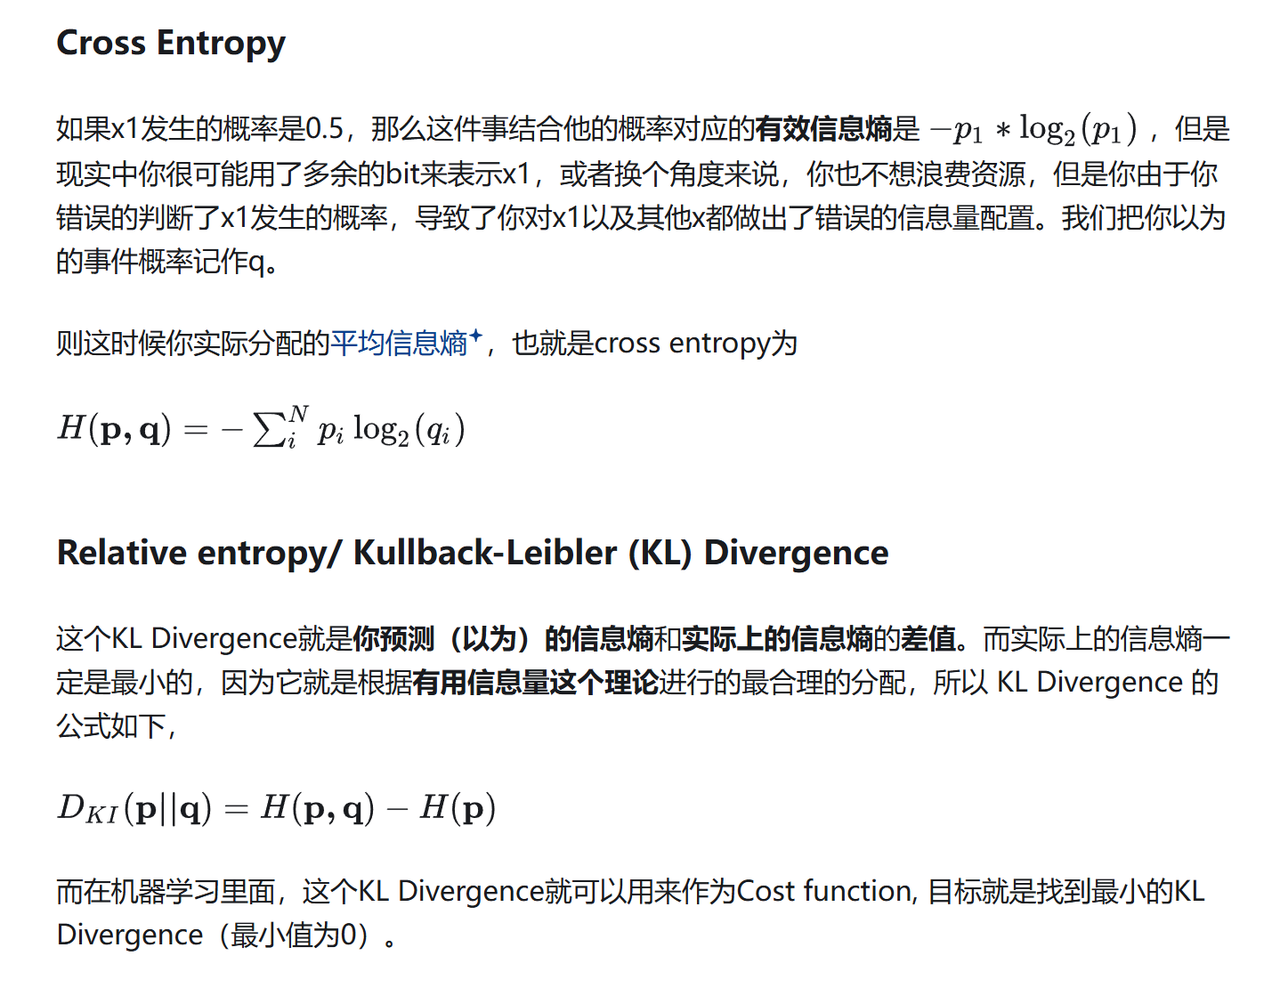 Cross Entropy
如果x1发生的概率是0.5，那么这件事结合他的概率对应的有效信息熵是 −p₁ ∗ log₂(p₁) ，但是
现实中你很可能用了多余的bit来表示x1，或者换个角度来说，你也不想浪费资源，但是你由于你
错误的判断了x1发生的概率，导致了你对x1以及其他x都做出了错误的信息量配置。我们把你以为
的事件概率记作q。
则这时候你实际分配的平均信息熵，也就是cross entropy为
H(p, q) = − ∑ᵢᴺ pᵢ log₂(qᵢ)
Relative entropy/ Kullback-Leibler (KL) Divergence
这个KL Divergence就是你预测（以为）的信息熵和实际上的信息熵的差值。而实际上的信息熵一
定是最小的，因为它就是根据有用信息量这个理论进行的最合理的分配，所以 KL Divergence 的
公式如下，
D_{KI}(p||q) = H(p, q) − H(p)
而在机器学习里面，这个KL Divergence就可以用来作为Cost function, 目标就是找到最小的KL
Divergence（最小值为0）。